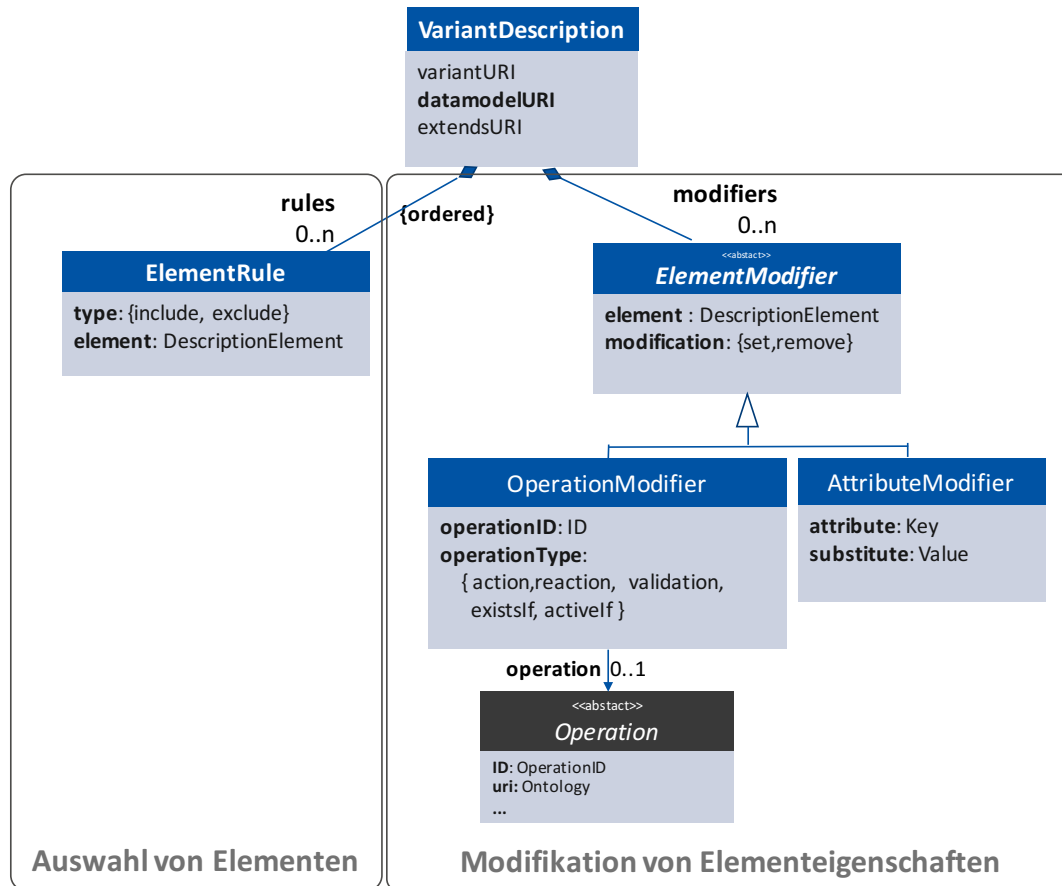 VariantDescription
variantURI
datamodelURI
extendsURI
rules
{ordered}
0..n
modifiers
0..n
ElementRule
type: {include, exclude}
element: DescriptionElement
<<abstact>>
ElementModifier
element : DescriptionElement
modification: {set,remove}
OperationModifier
operationID: ID
operationType:
{ action,reaction, validation,
existsIf, activeIf }
AttributeModifier
attribute: Key
substitute: Value
operation 0..1
<<abstact>>
Operation
ID: OperationID
uri: Ontology
...
Auswahl von Elementen
Modifikation von Elementeigenschaften